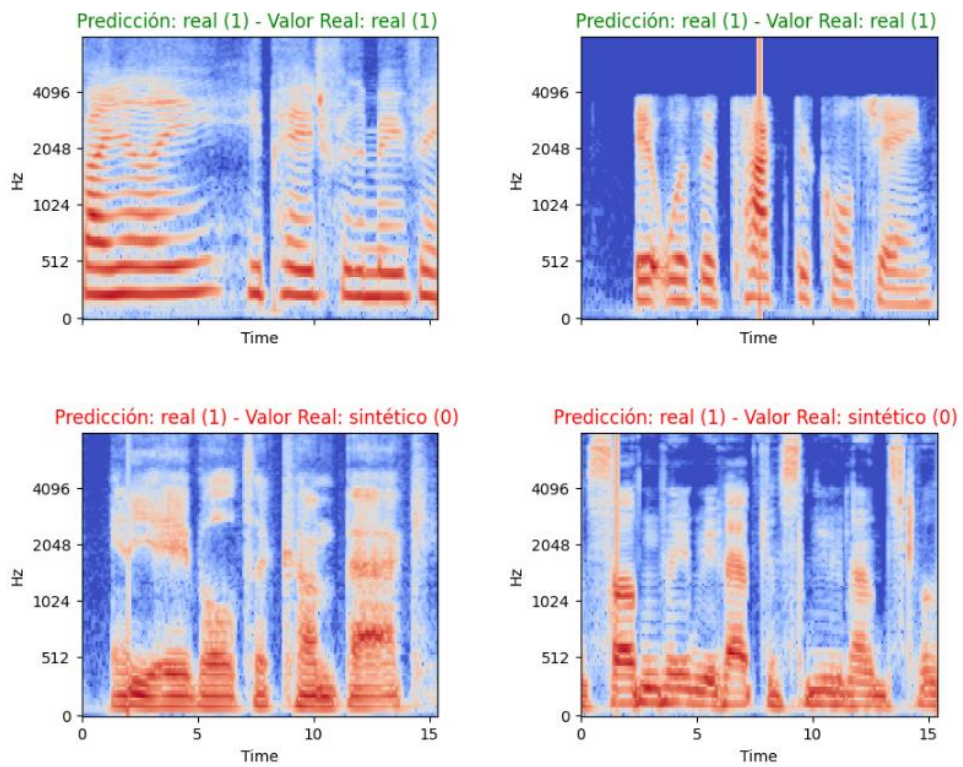 Predicción: real (1) - Valor Real: real (1)
4096
2048
1024
512
0
Hz
Time
Predicción: real (1) - Valor Real: real (1)
4096
2048
1024
512
0
Hz
Time
Predicción: real (1) - Valor Real: sintético (0)
4096
2048
1024
512
0
Hz
0 5 10 15
Time
Predicción: real (1) - Valor Real: sintético (0)
4096
2048
1024
512
0
Hz
0 5 10 15
Time